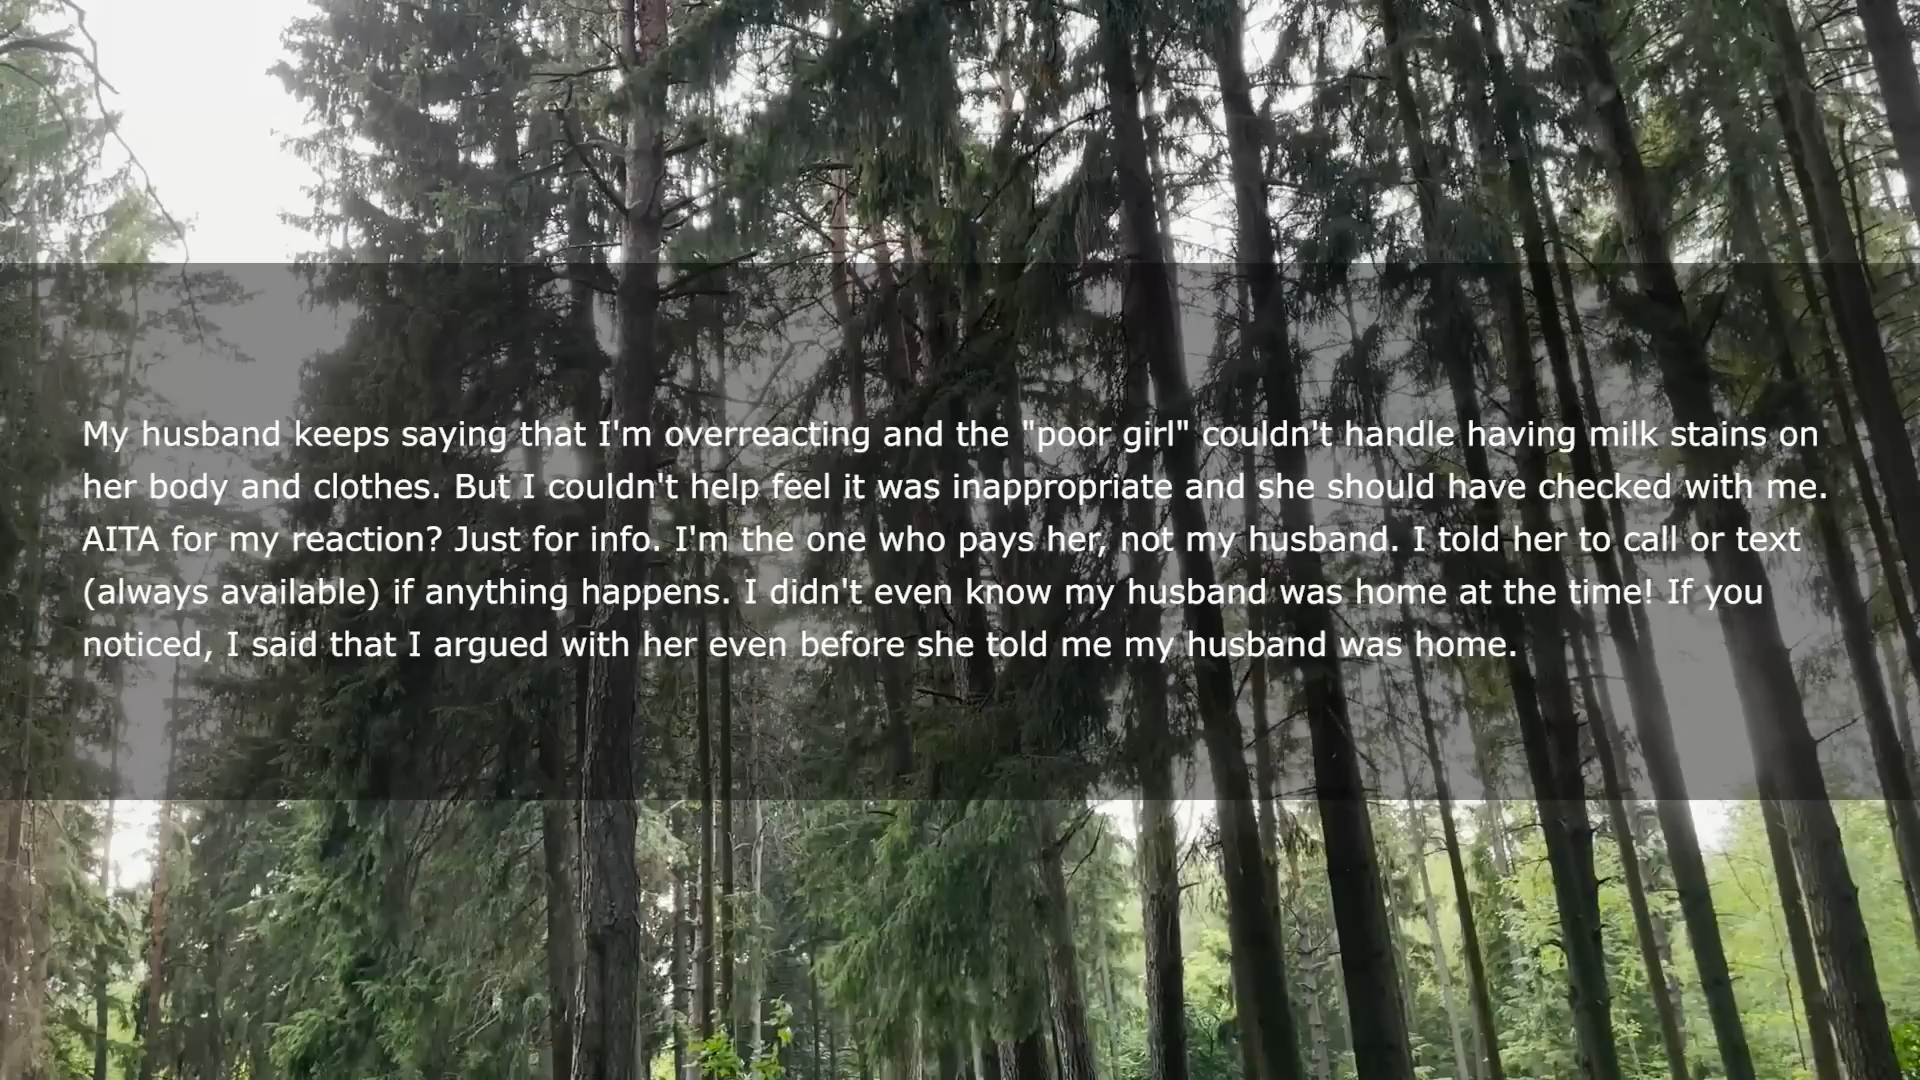 My husband keeps saying that I'm overreacting and the "poor girl" couldn't handle having milk stains on
her body and clothes. But I couldn't help feel it was inappropriate and she should have checked with me.
AITA for my reaction? Just for info. I'm the one who pays her, not my husband. I told her to call or text
(always available) if anything happens. I didn't even know my husband was home at the time! If you
noticed, I said that I argued with her even before she told me my husband was home.